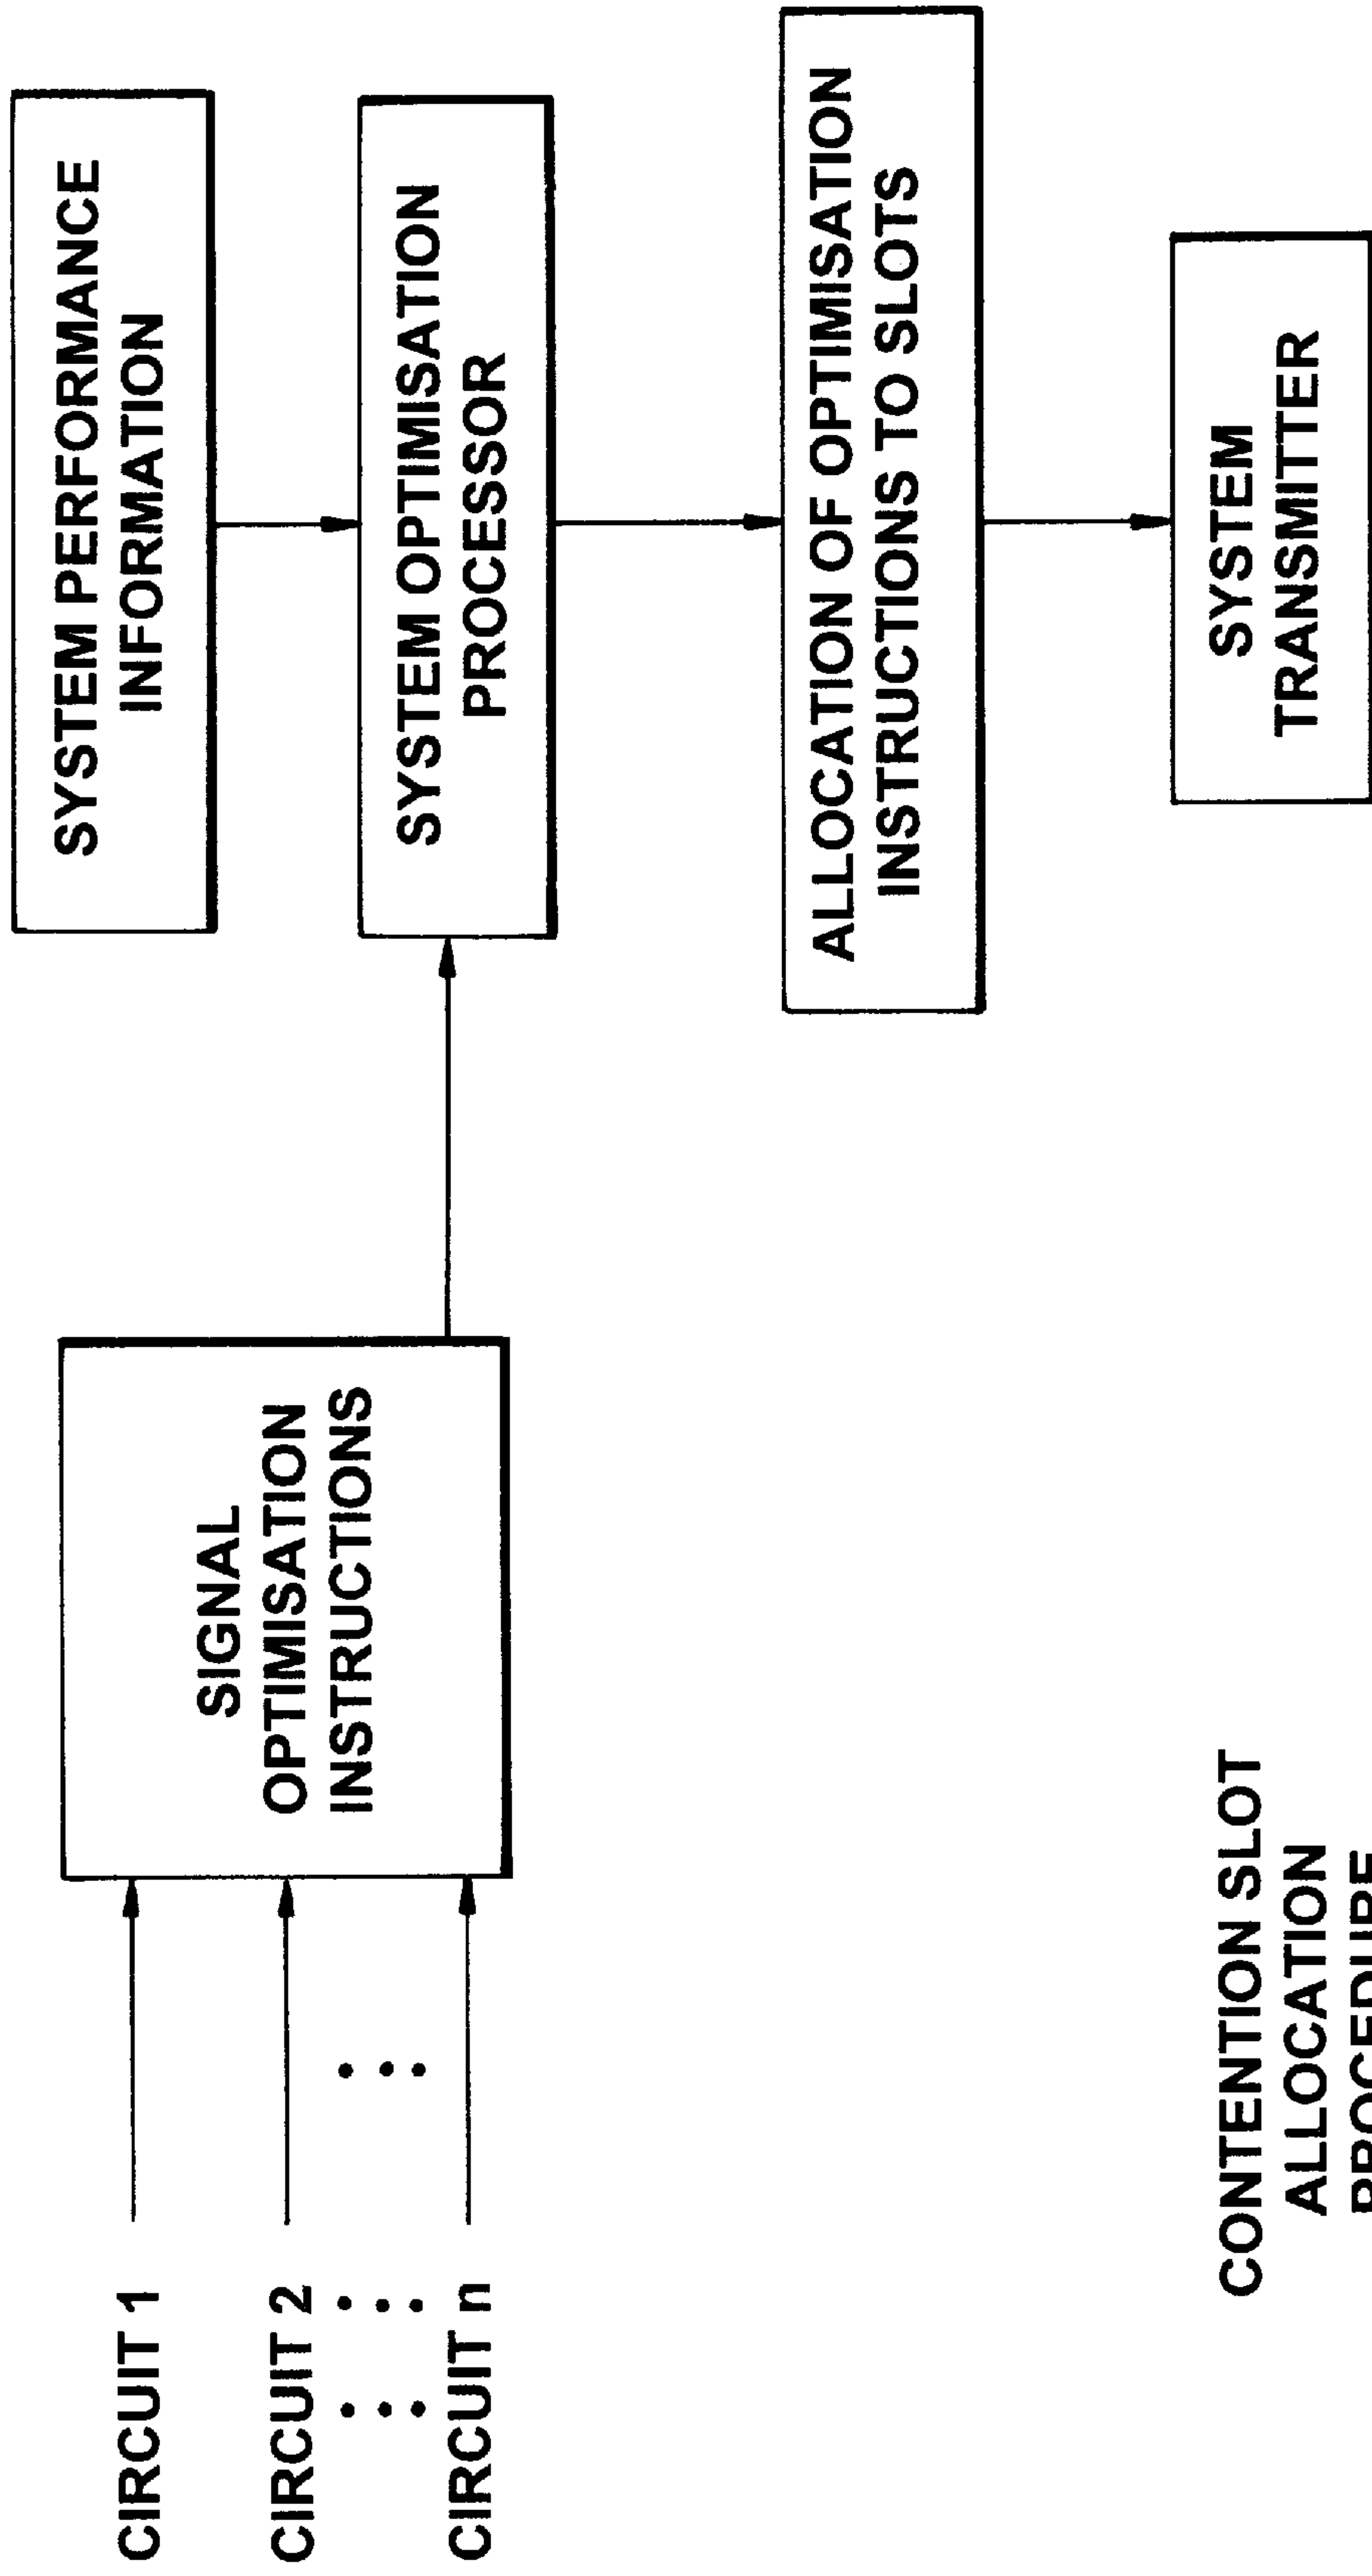 SYSTEM PERFORMANCE
INFORMATION
CIRCUIT 1
CIRCUIT 2
CIRCUIT n
SIGNAL
OPTIMISATION
INSTRUCTIONS
SYSTEM OPTIMISATION
PROCESSOR
ALLOCATION OF OPTIMISATION
INSTRUCTIONS TO SLOTS
SYSTEM
TRANSMITTER
CONTENTION SLOT
ALLOCATION
PROCEDURE